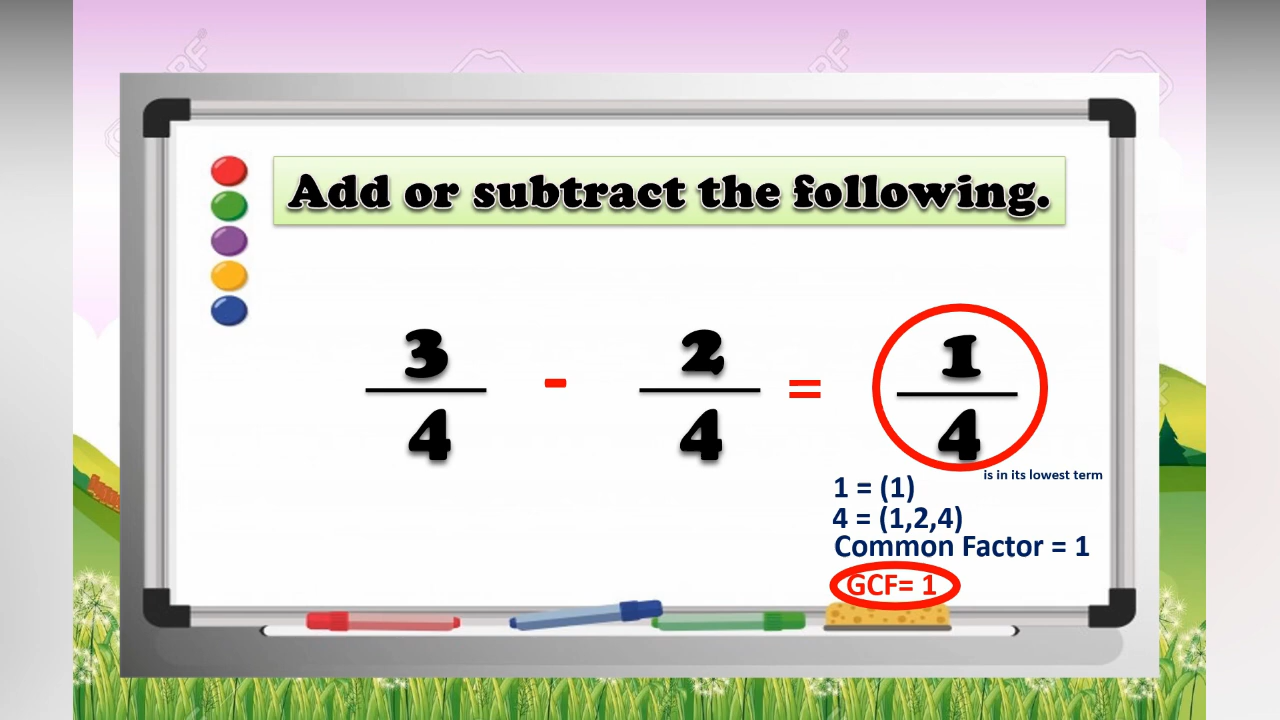 Add or subtract the following.
3 - 2 = 1
4 4 4
is in its lowest term
1 = (1)
4 = (1,2,4)
Common Factor = 1
GCF= 1